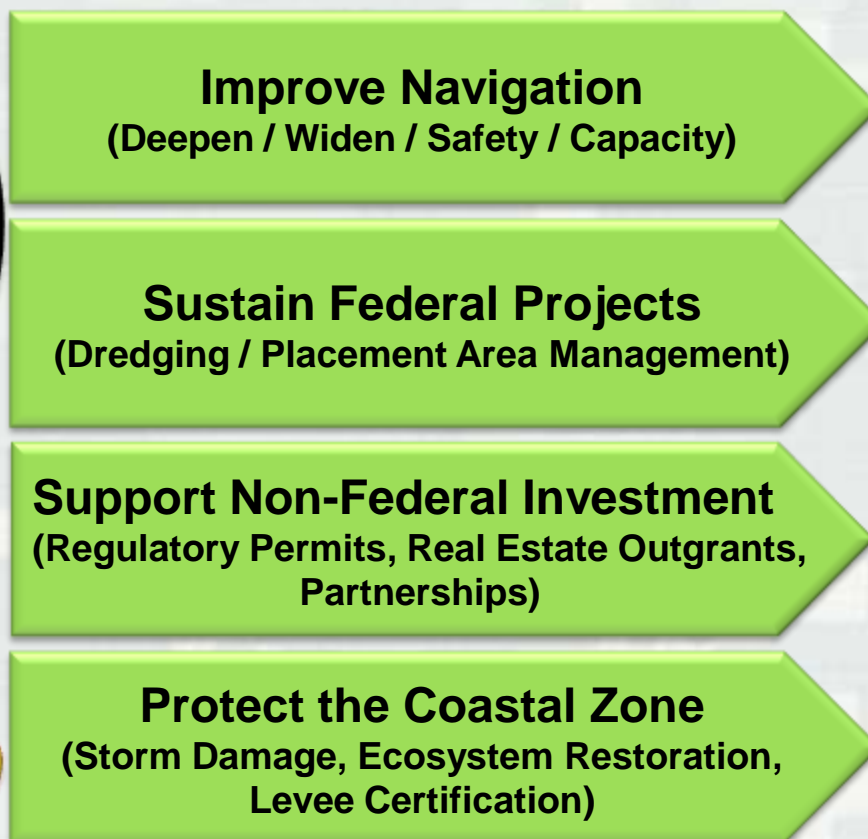 Improve Navigation
(Deepen / Widen / Safety / Capacity)
Sustain Federal Projects
(Dredging / Placement Area Management)
Support Non-Federal Investment
(Regulatory Permits, Real Estate Outgrants,
Partnerships)
Protect the Coastal Zone
(Storm Damage, Ecosystem Restoration,
Levee Certification)